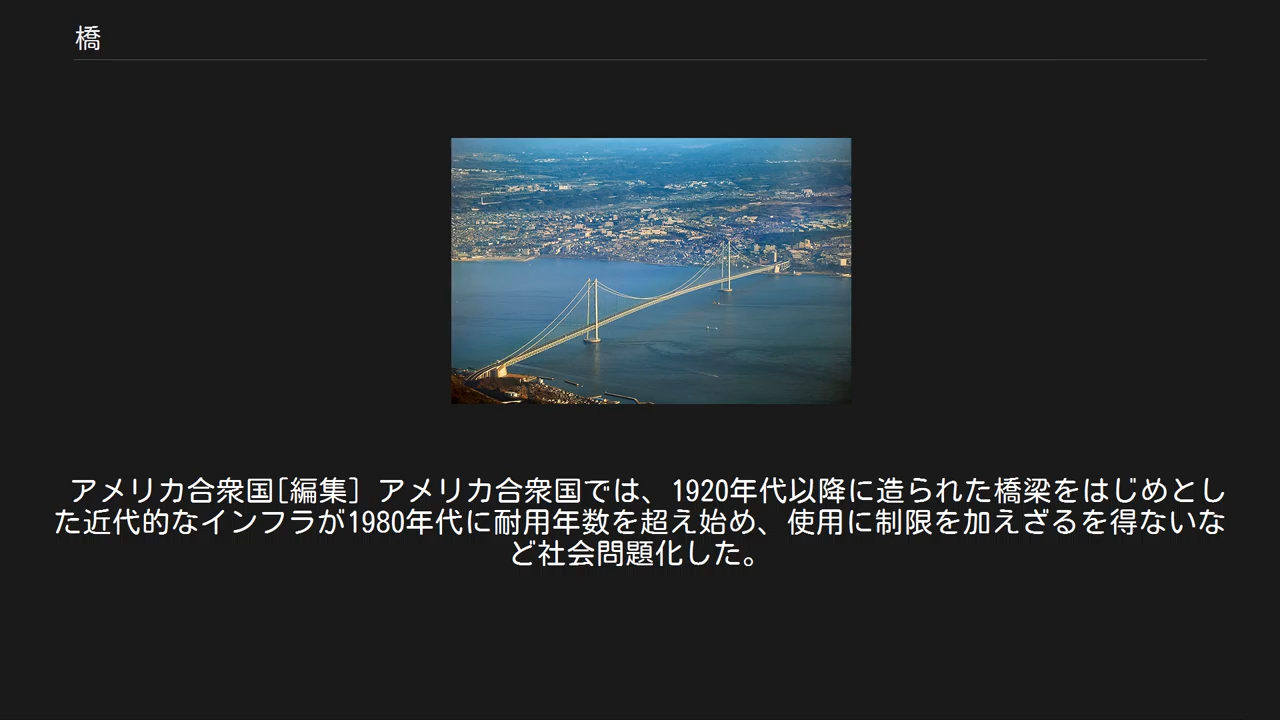 橋
アメリカ合衆国[編集] アメリカ合衆国では、1920年代以降に造られた橋梁をはじめとし
た近代的なインフラが1980年代に耐用年数を超え始め、使用に制限を加えざるを得ないな
ど社会問題化した。